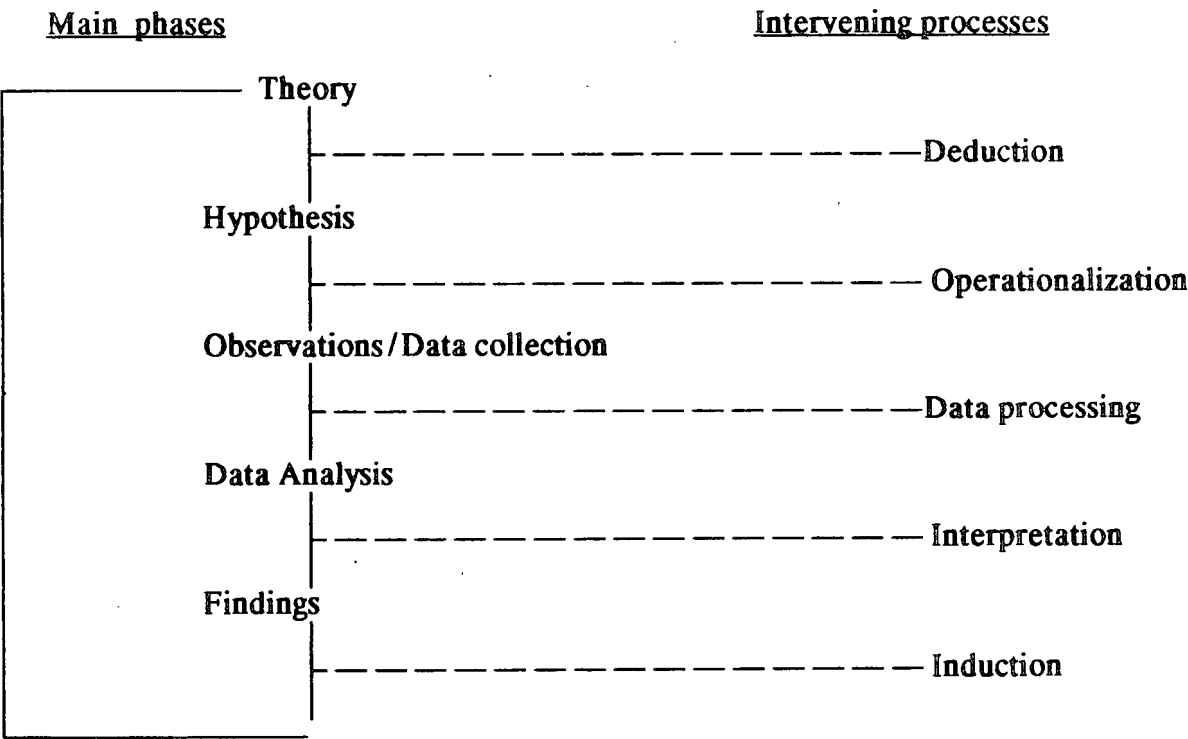 Main phases
Intervening processes
Theory
Deduction
Hypothesis
Operationalization
Observations/Data collection
Data processing
Data Analysis
Interpretation
Findings
Induction